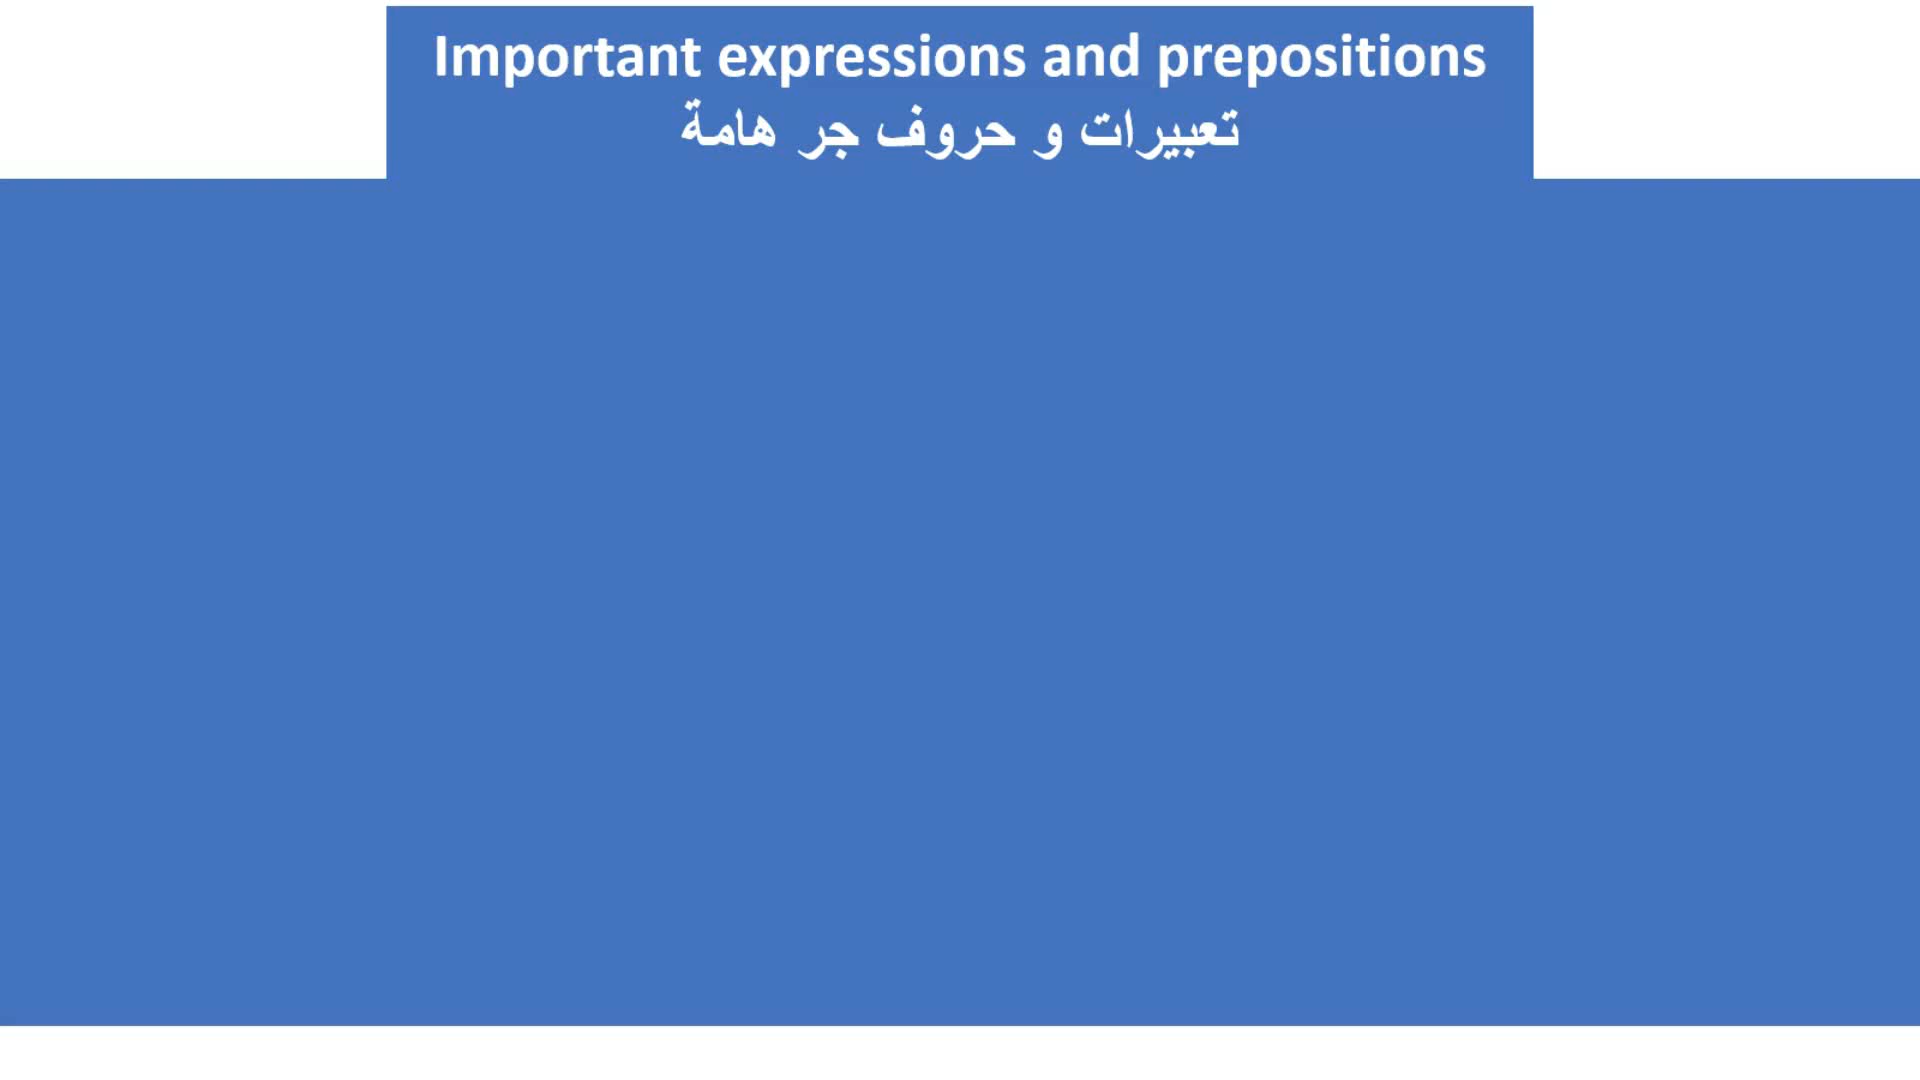 Important expressions and prepositions
تعبيرات و حروف جر هامة